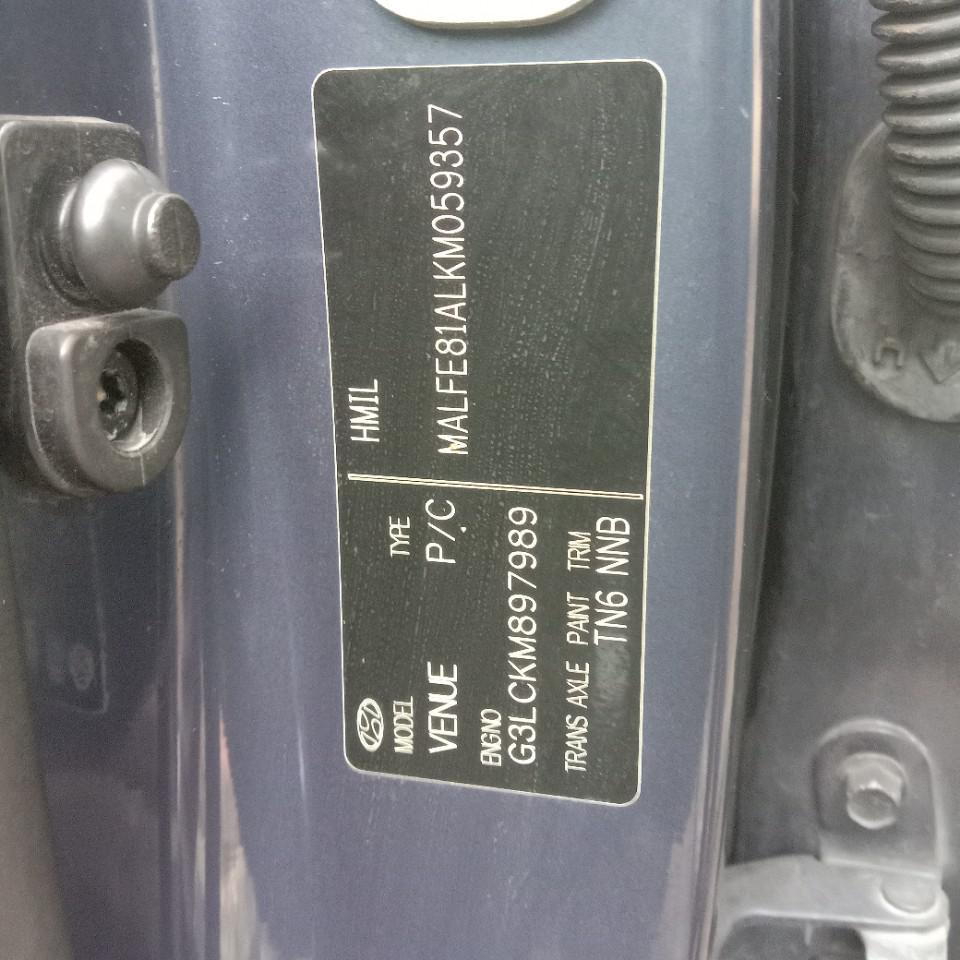 HMIL
MALFE81ALKM059357
MODEL TYPE
VENUE P/C
ENGNO
G3LCKM897989
TRANS AXLE PAINT TRIM
TN6 NNB